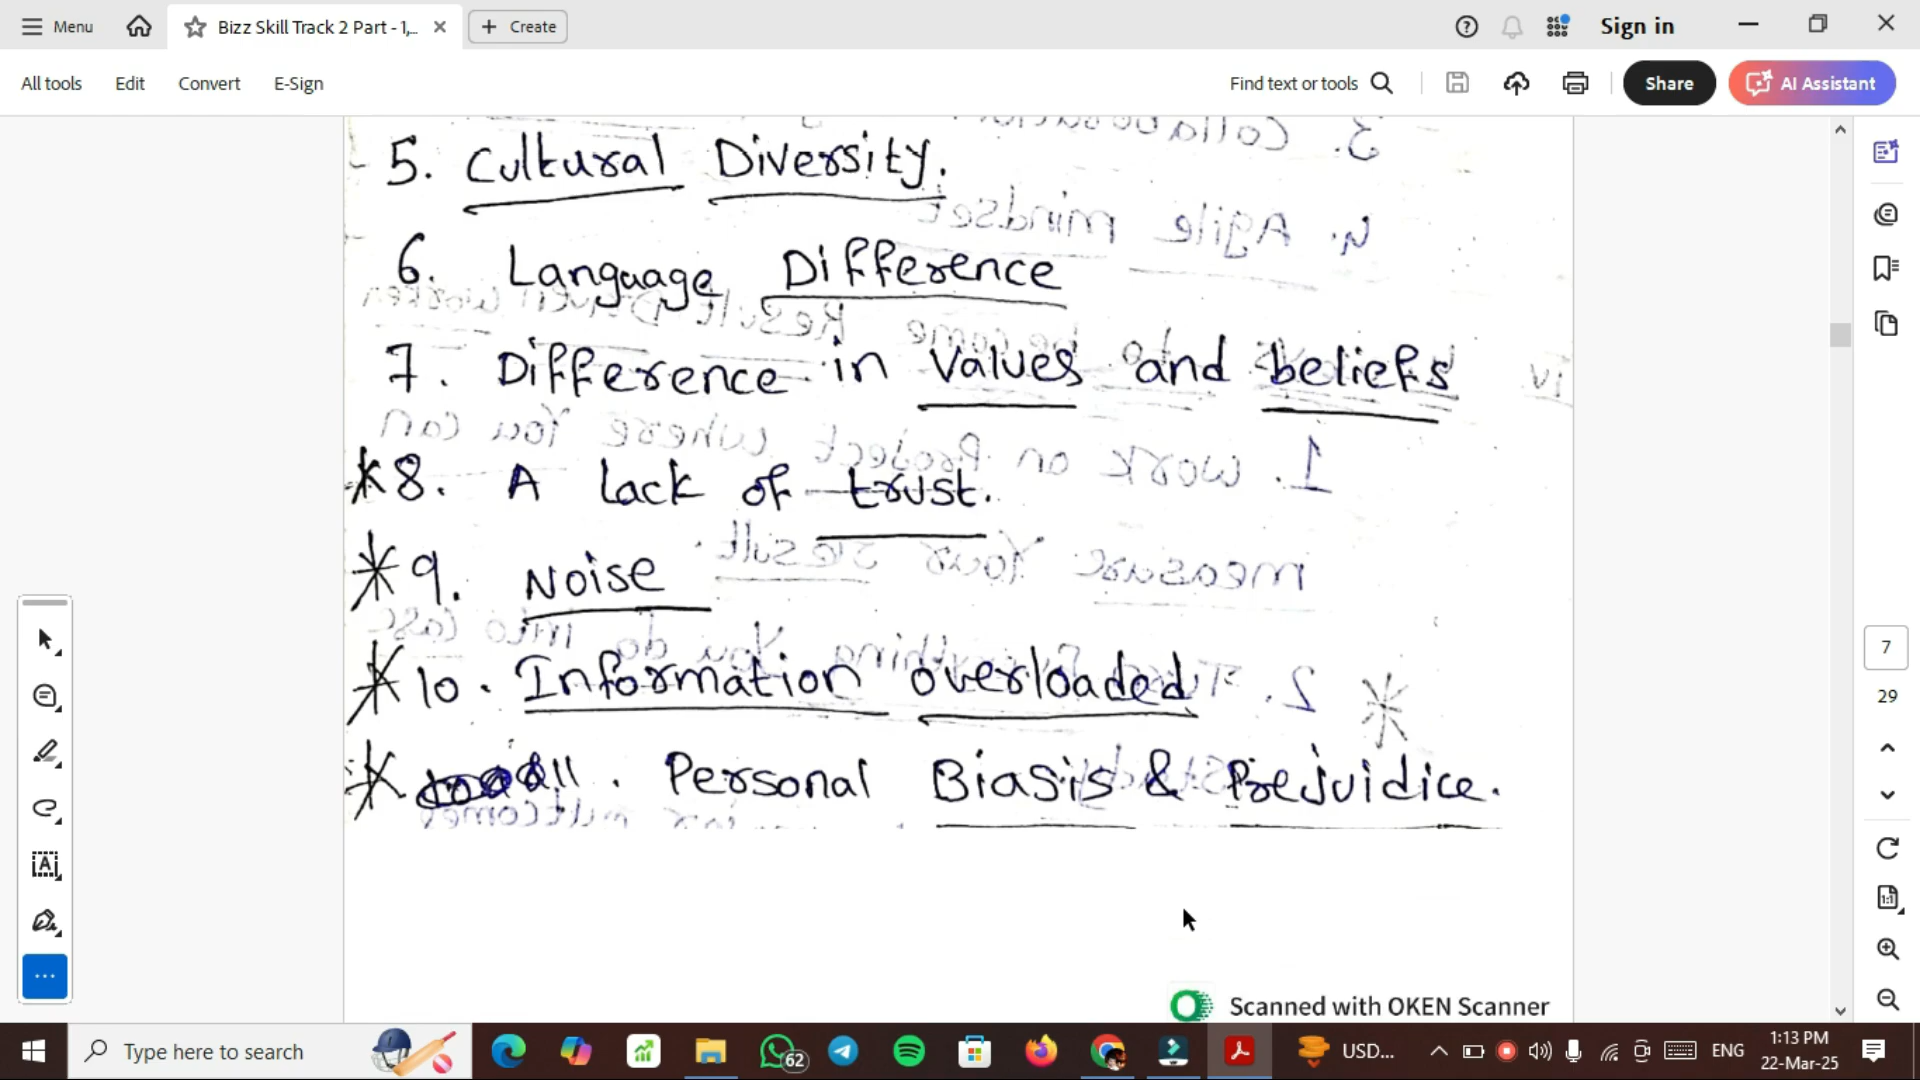 Menu
Bizz Skill Track 2 Part - 1,...
Create
Sign in
All tools
Edit
Convert
E-Sign
Find text or tools
Share
AI Assistant
5. Cultural Diversity.
6. Language Difference
7. Difference in Values and beliefs
*8. A lack of trust.
*9. Noise
*10. Information overloaded
* 11. Personal Biasis & Prejuidice.
Scanned with OKEN Scanner
7
29
Type here to search
62
USD...
ENG
1:13 PM
22-Mar-25